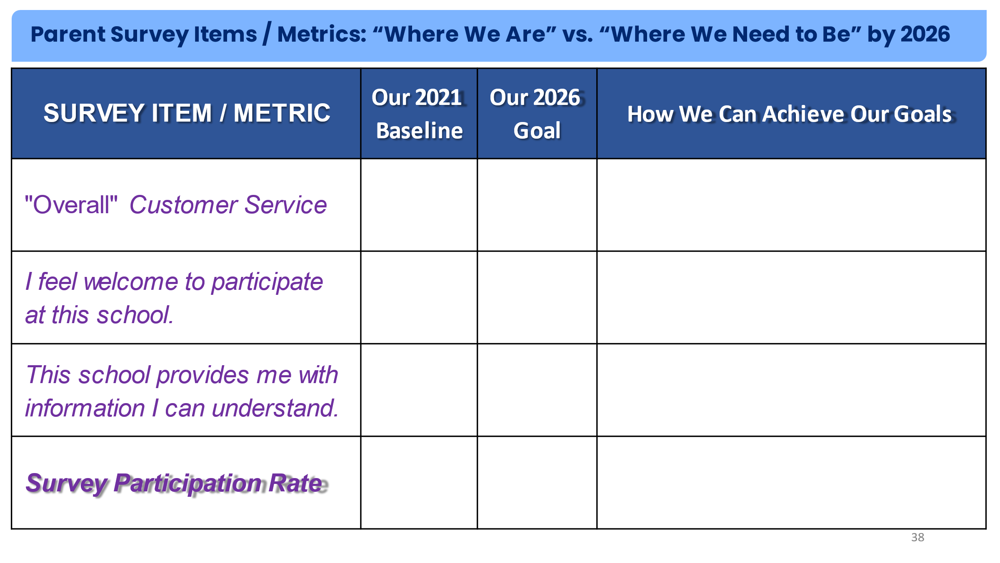 Parent Survey Items / Metrics: “Where We Are” vs. “Where We Need to Be” by 2026
SURVEY ITEM / METRIC
Our 2021
Baseline
Our 2026
Goal
How We Can Achieve Our Goals
"Overall" Customer Service
I feel welcome to participate
at this school.
This school provides me with
information I can understand.
Survey Participation Rate
38